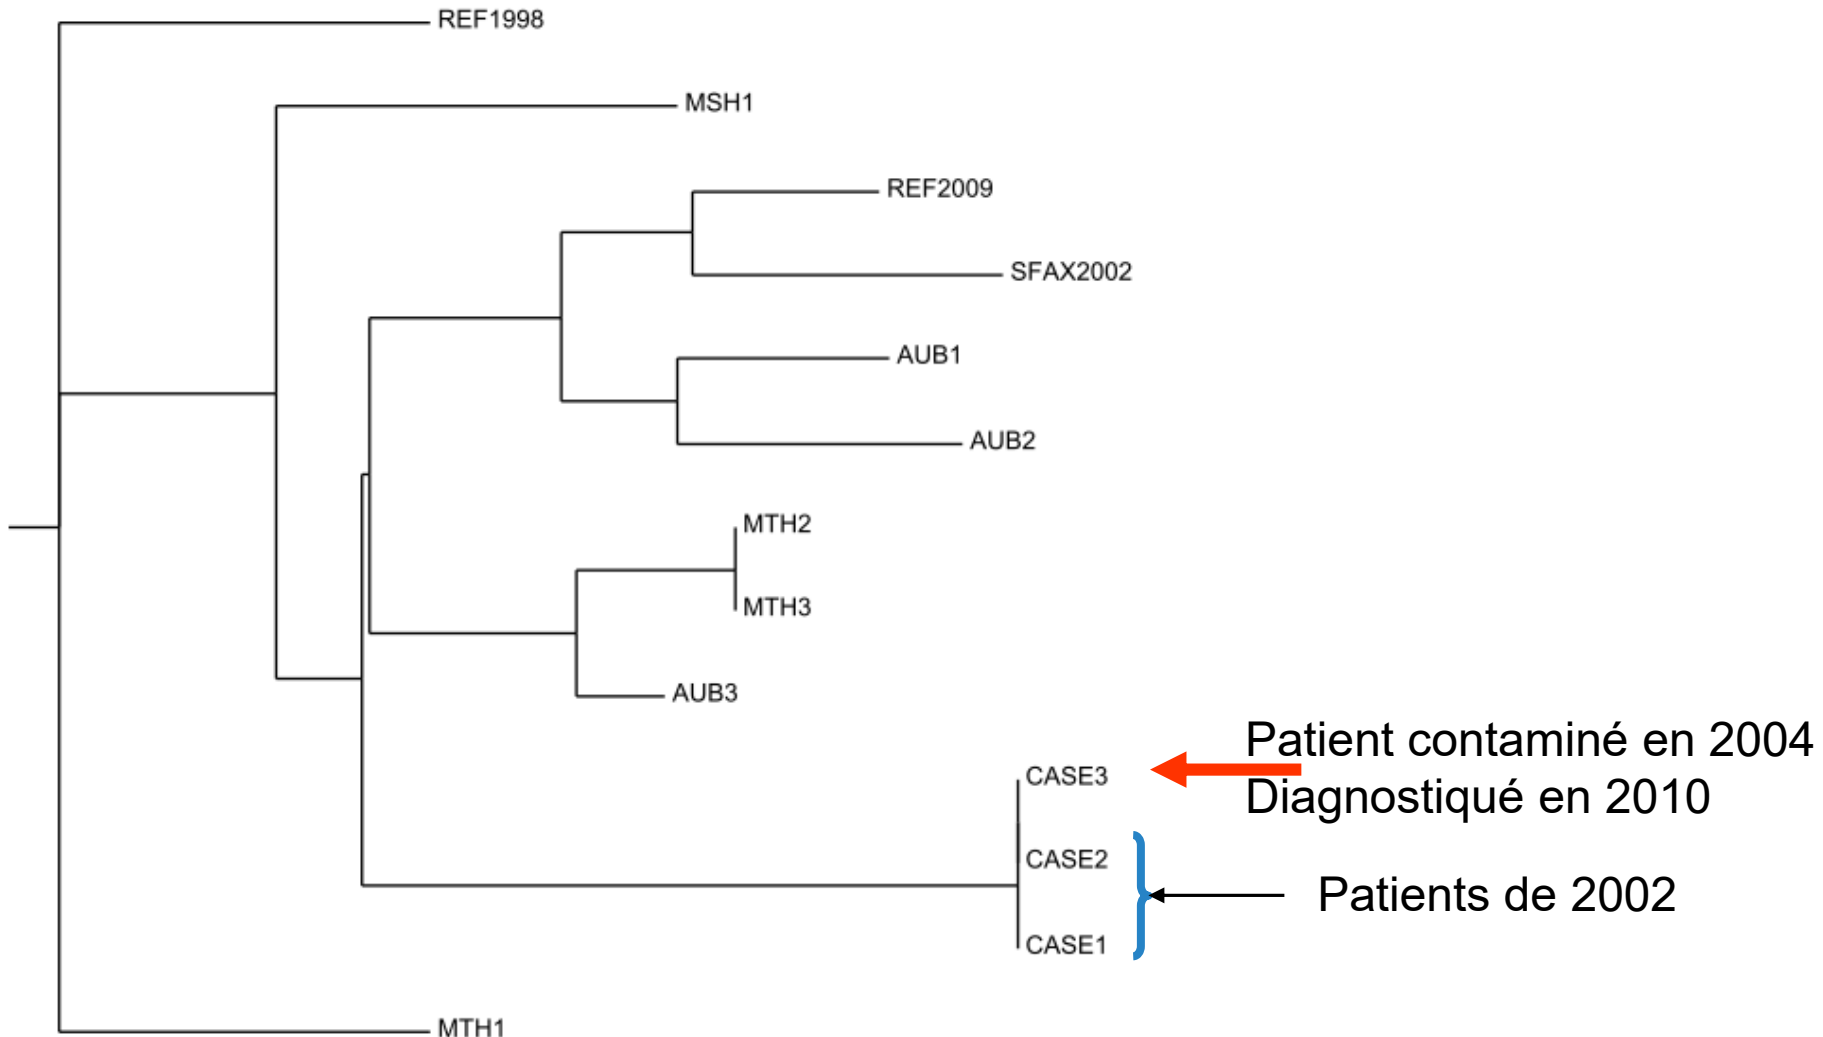 REF1998
MSH1
REF2009
SFAX2002
AUB1
AUB2
MTH2
MTH3
AUB3
Patient contaminé en 2004
CASE3
Diagnostiqué en 2010
CASE2
Patients de 2002
CASE1
MTH1